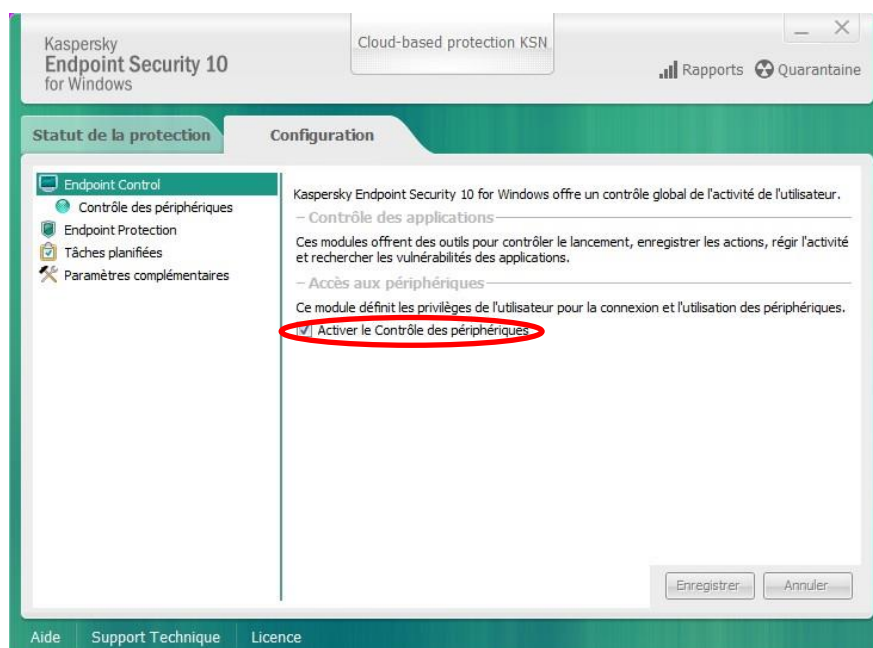 Kaspersky
Endpoint Security 10
for Windows
Cloud-based protection KSN
Rapports
Quarantaine
Statut de la protection
Configuration
Endpoint Control
Contrôle des périphériques
Endpoint Protection
Tâches planifiées
Paramètres complémentaires
Kaspersky Endpoint Security 10 for Windows offre un contrôle global de l'activité de l'utilisateur.
– Contrôle des applications
Ces modules offrent des outils pour contrôler le lancement, enregistrer les actions, régir l'activité
et rechercher les vulnérabilités des applications.
– Accès aux périphériques
Ce module définit les privilèges de l'utilisateur pour la connexion et l'utilisation des périphériques.
Activer le Contrôle des périphériques
Enregistrer
Annuler
Aide
Support Technique
Licence